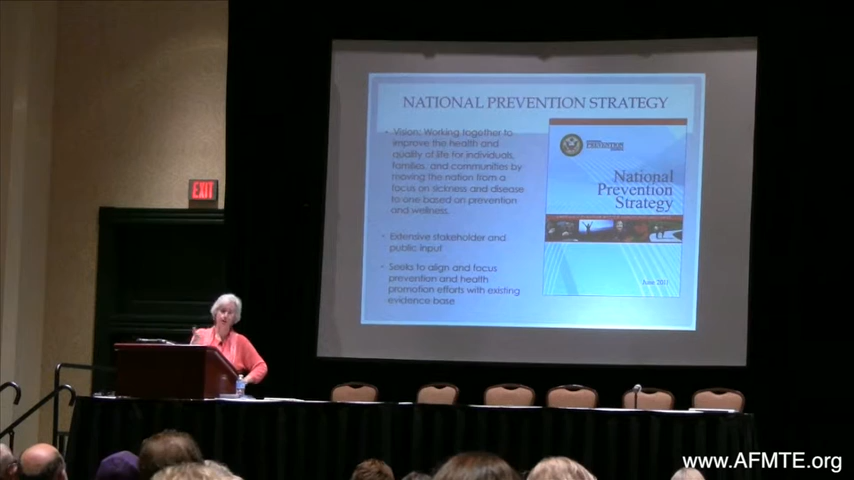 EXIT
NATIONAL PREVENTION STRATEGY
• Vision: Working together to
improve the health and
quality of life for individuals,
families, and communities by
moving the nation from a
focus on sickness and disease
to one based on prevention
and wellness.
• Extensive stakeholder and
public input
• Seeks to align and focus
prevention and health
promotion efforts with existing
evidence base
PREVENTION
National
Prevention
Strategy
June 2011
www.AFMTE.org